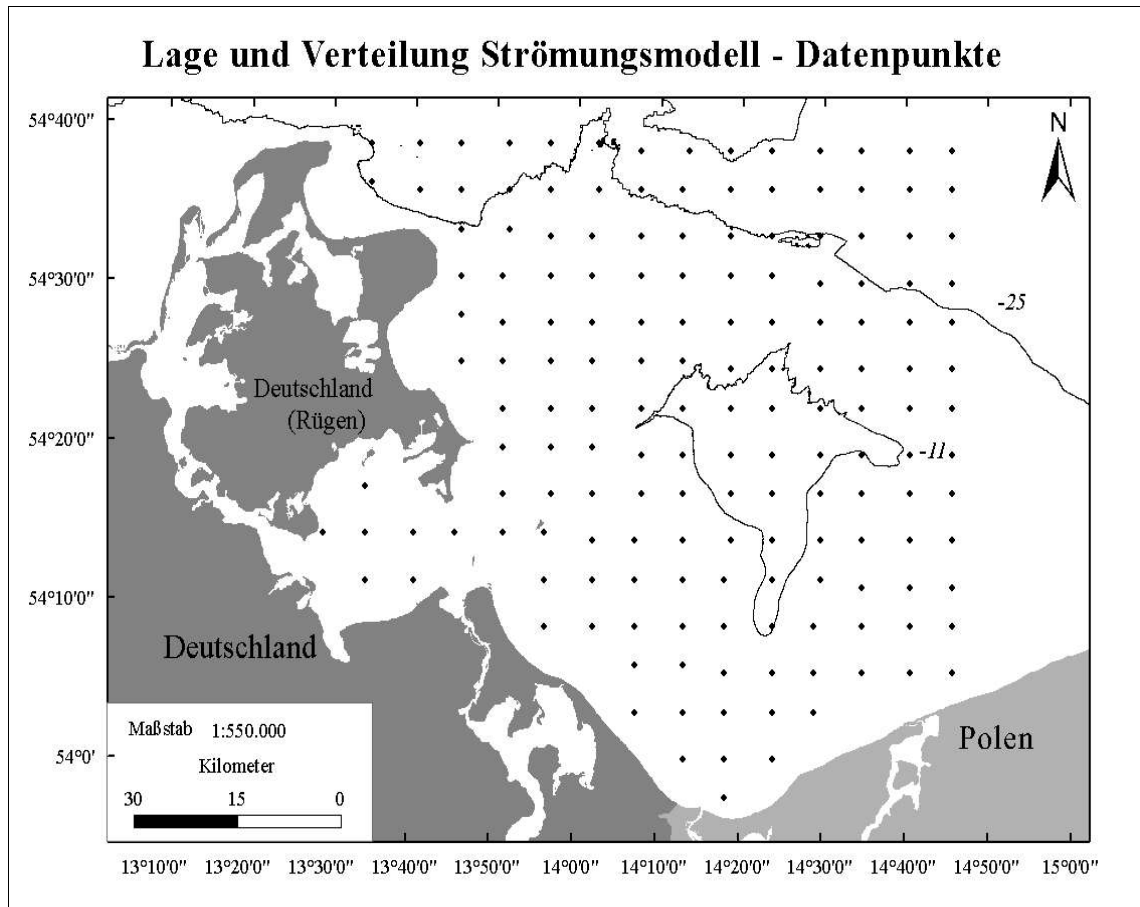 Lage und Verteilung Strömungsmodell - Datenpunkte
54°40'0"
N
54°30'0"
-25
Deutschland
(Rügen)
54°20'0"
-11
54°10'0"
Deutschland
Maßstab 1:550.000
Kilometer
30 15 0
Polen
54°0'
13°10'0" 13°20'0" 13°30'0" 13°40'0" 13°50'0" 14°0'0" 14°10'0" 14°20'0" 14°30'0" 14°40'0" 14°50'0" 15°0'0"